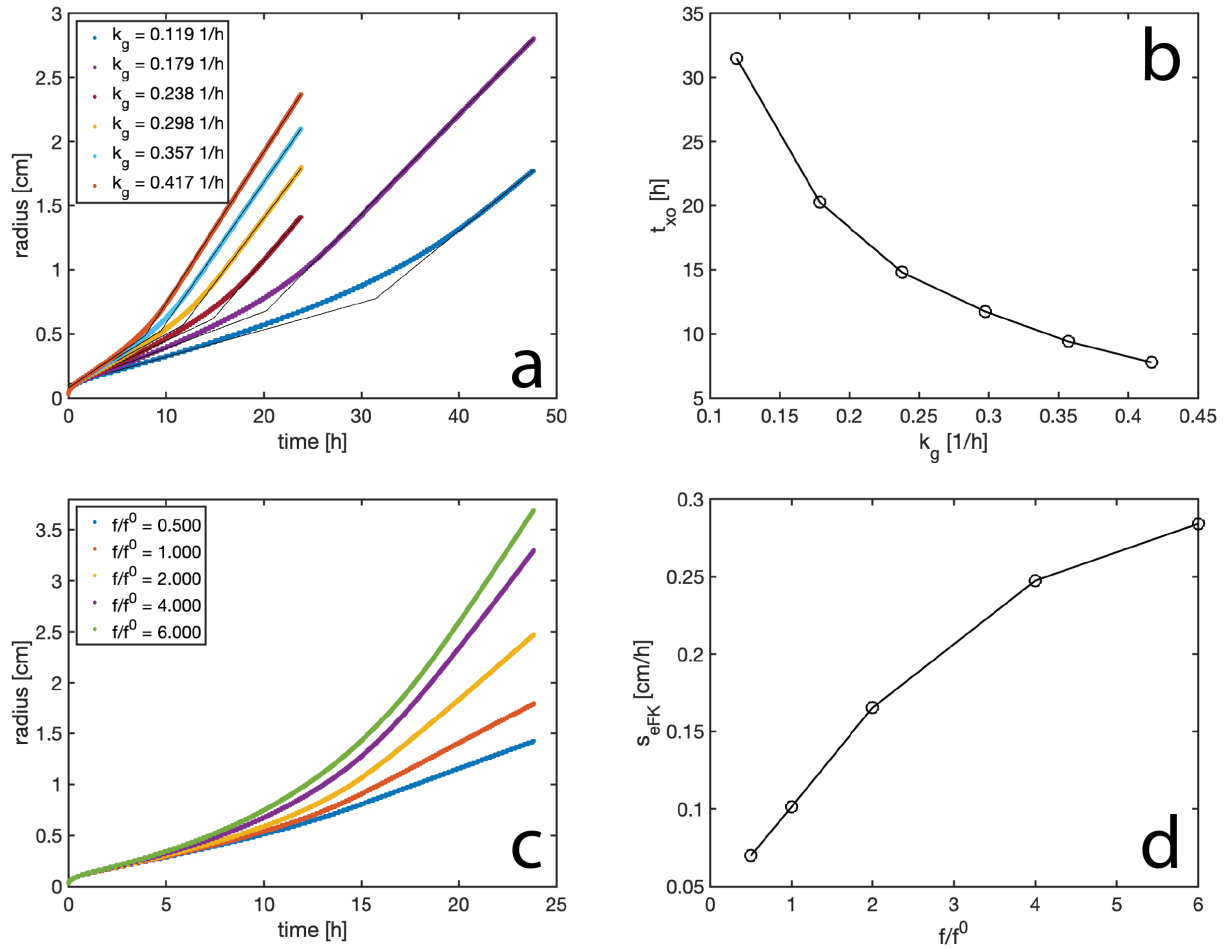 3
2.5
2
1.5
1
0.5
0
0
10
20
30
40
50
radius [cm]
time [h]
k_g = 0.119 1/h
k_g = 0.179 1/h
k_g = 0.238 1/h
k_g = 0.298 1/h
k_g = 0.357 1/h
k_g = 0.417 1/h
a
35
30
25
20
15
10
5
0.1
0.15
0.2
0.25
0.3
0.35
0.4
0.45
t_xo [h]
k_g [1/h]
b
3.5
3
2.5
2
1.5
1
0.5
0
0
5
10
15
20
25
radius [cm]
time [h]
f/f^0 = 0.500
f/f^0 = 1.000
f/f^0 = 2.000
f/f^0 = 4.000
f/f^0 = 6.000
c
0.3
0.25
0.2
0.15
0.1
0.05
0
1
2
3
4
5
6
s_eFK [cm/h]
f/f^0
d